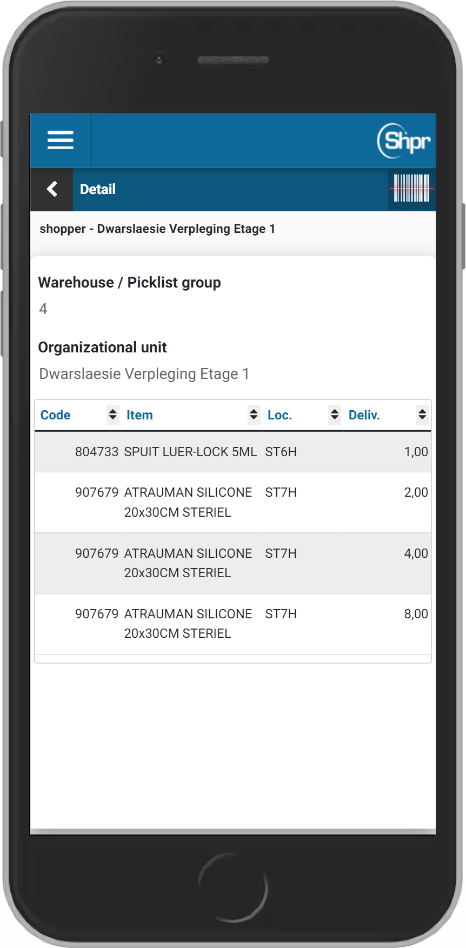 Shpr
Detail
shopper - Dwarslaesie Verpleging Etage 1
Warehouse / Picklist group
4
Organizational unit
Dwarslaesie Verpleging Etage 1
Code Item Loc. Deliv.
804733 SPUIT LUER-LOCK 5ML ST6H 1,00
907679 ATRAUMAN SILICONE ST7H 2,00
20x30CM STERIEL
907679 ATRAUMAN SILICONE ST7H 4,00
20x30CM STERIEL
907679 ATRAUMAN SILICONE ST7H 8,00
20x30CM STERIEL